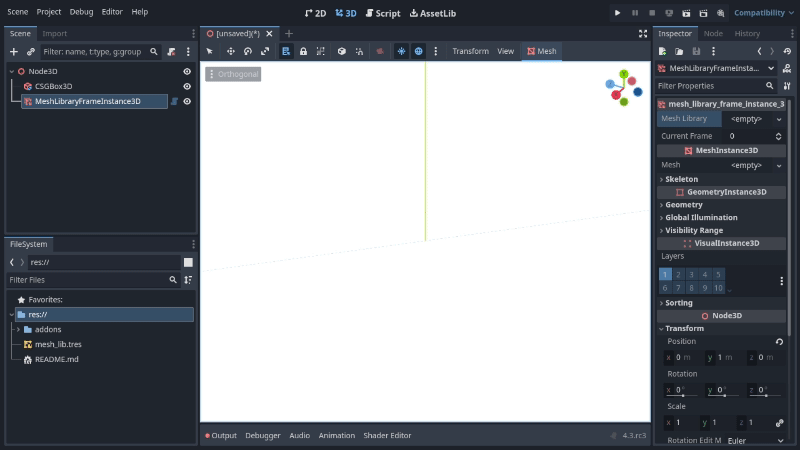 Scene Project Debug Editor Help
2D 3D Script AssetLib
Compatibility
Scene Import
Filter: name, t:type, g:group
Node3D
CSGBox3D
MeshLibraryFrameInstance3D
[unsaved](*)
Transform View Mesh
Orthogonal
Y
FileSystem
res://
Filter Files
Favorites:
res://
addons
mesh_lib.tres
README.md
Output Debugger Audio Animation Shader Editor
4.3.rc3
Inspector Node History
MeshLibraryFrameInsta...
Filter Properties
mesh_library_frame_instance_3
Mesh Library <empty>
Current Frame 0
MeshInstance3D
Mesh <empty>
Skeleton
GeometryInstance3D
Geometry
Global Illumination
Visibility Range
VisualInstance3D
Layers
1 2 3 4 5
6 7 8 9 10
Sorting
Node3D
Transform
Position
x 0 m y 1 m z 0 m
Rotation
x 0 ° y 0 ° z 0 °
Scale
x 1 y 1 z 1
Rotation Edit M Euler